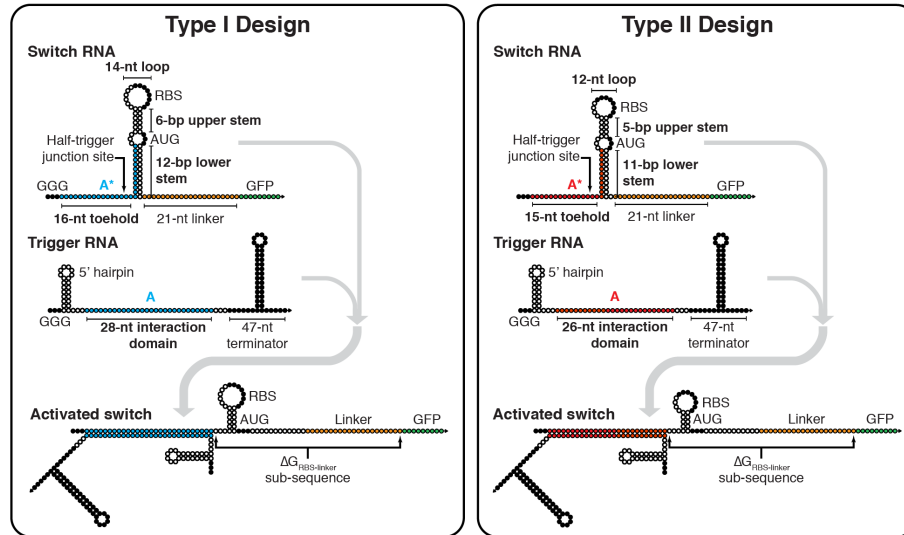 Type I Design
Switch RNA
14-nt loop
RBS
6-bp upper stem
AUG
Half-trigger
junction site
12-bp lower
stem
GGG
A*
GFP
16-nt toehold
21-nt linker
Trigger RNA
5' hairpin
A
GGG
28-nt interaction
domain
47-nt
terminator
Activated switch
RBS
AUG
Linker
GFP
ΔG RBS-linker
sub-sequence
Type II Design
Switch RNA
12-nt loop
RBS
5-bp upper stem
AUG
Half-trigger
junction site
11-bp lower
stem
GGG
A*
GFP
15-nt toehold
21-nt linker
Trigger RNA
5' hairpin
A
GGG
26-nt interaction
domain
47-nt
terminator
Activated switch
RBS
AUG
Linker
GFP
ΔG RBS-linker
sub-sequence